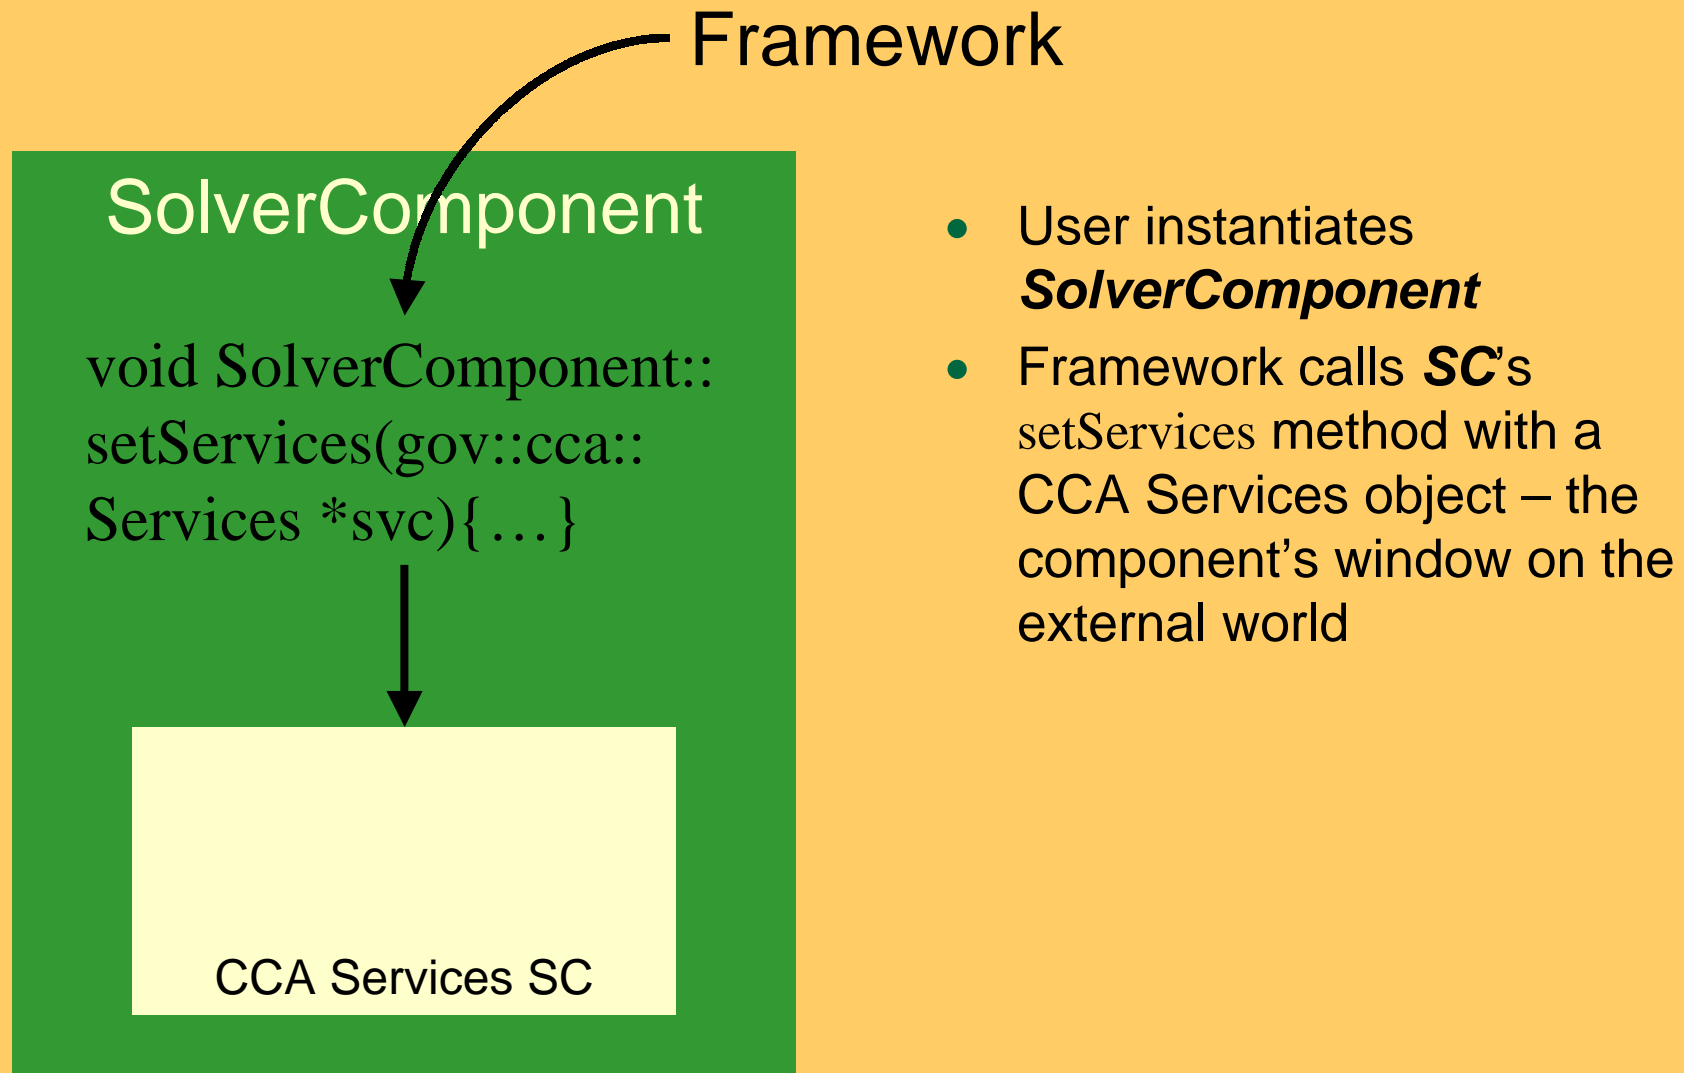 Framework
SolverComponent
void SolverComponent::
setServices(gov::cca::
Services *svc){…}
CCA Services SC
• User instantiates
SolverComponent
• Framework calls SC’s
setServices method with a
CCA Services object – the
component’s window on the
external world